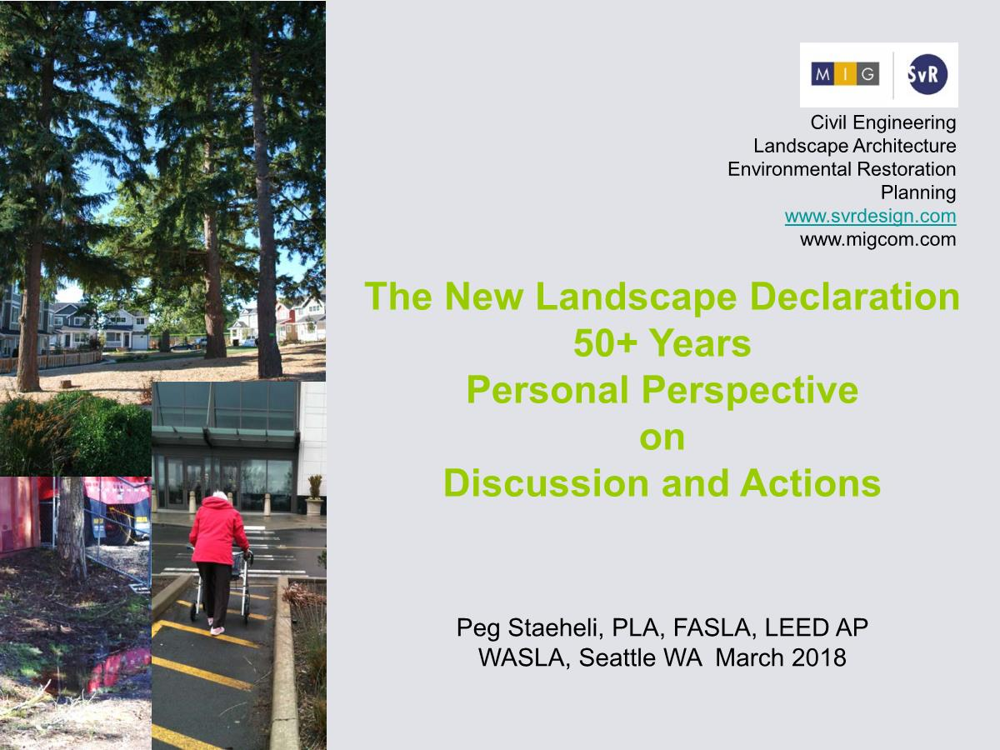 MIG SvR
Civil Engineering
Landscape Architecture
Environmental Restoration
Planning
www.svrdesign.com
www.migcom.com
The New Landscape Declaration
50+ Years
Personal Perspective
on
Discussion and Actions
Peg Staeheli, PLA, FASLA, LEED AP
WASLA, Seattle WA  March 2018